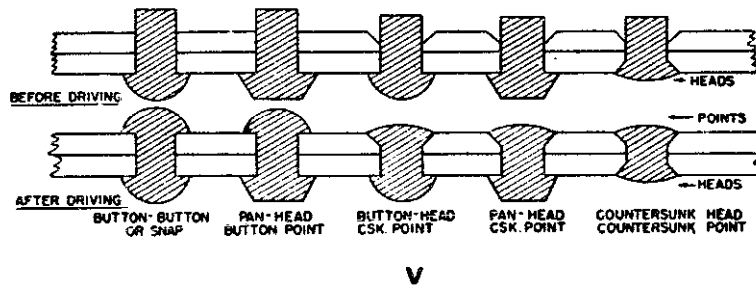 HEADS
BEFORE DRIVING
POINTS
HEADS
AFTER DRIVING
BUTTON-BUTTON
OR SNAP
PAN-HEAD
BUTTON POINT
BUTTON-HEAD
CSK. POINT
PAN-HEAD
CSK. POINT
COUNTERSUNK HEAD
COUNTERSUNK POINT
V